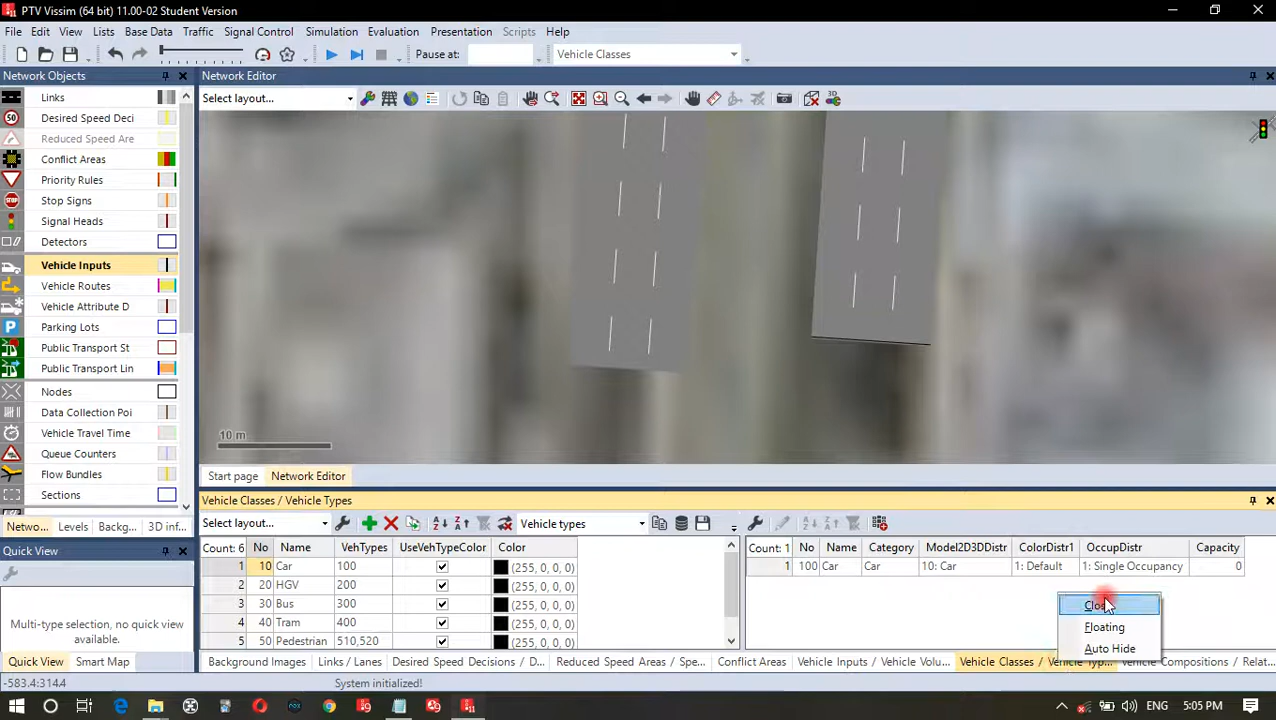 PTV Vissim (64 bit) 11.00-02 Student Version
File Edit View Lists Base Data Traffic Signal Control Simulation Evaluation Presentation Scripts Help
Pause at: Vehicle Classes
Network Objects
Network Editor
Select layout...
Links
Desired Speed Deci
Reduced Speed Are
Conflict Areas
Priority Rules
Stop Signs
Signal Heads
Detectors
Vehicle Inputs
Vehicle Routes
Vehicle Attribute D
Parking Lots
Public Transport St
Public Transport Lin
Nodes
Data Collection Poi
Vehicle Travel Time
Queue Counters
Flow Bundles
Sections
Netwo... Levels Backg... 3D inf...
10 m
Start page Network Editor
Quick View
Multi-type selection, no quick view
available.
Quick View Smart Map
Vehicle Classes / Vehicle Types
Select layout... Vehicle types
Count: 6 No Name VehTypes UseVehTypeColor Color
1 10 Car 100 (255, 0, 0, 0)
2 20 HGV 200 (255, 0, 0, 0)
3 30 Bus 300 (255, 0, 0, 0)
4 40 Tram 400 (255, 0, 0, 0)
5 50 Pedestrian 510,520 (255, 0, 0, 0)
Count: 1 No Name Category Model2D3DDistr ColorDistr1 OccupDistr Capacity
1 100 Car Car 10: Car 1: Default 1: Single Occupancy 0
Floating
Auto Hide
Background Images Links / Lanes Desired Speed Decisions / D... Reduced Speed Areas / Spe... Conflict Areas Vehicle Inputs / Vehicle Volu... Vehicle Classes / Vehicle Typ... Vehicle Compositions / Relat...
-583.4:314.4 System initialized!
ENG 5:05 PM